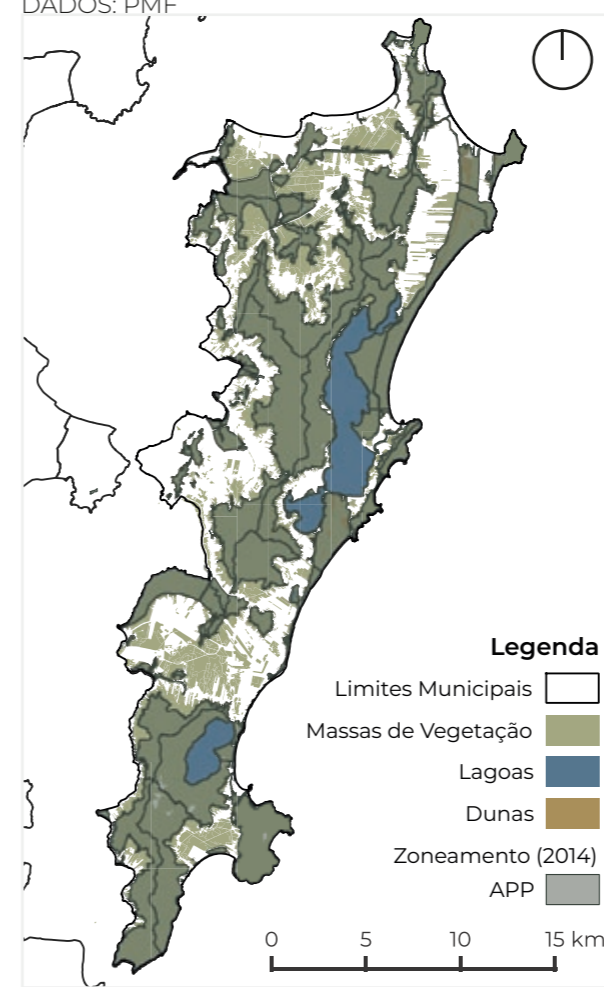 DADOS: PMF
Legenda
Limites Municipais
Massas de Vegetação
Lagoas
Dunas
Zoneamento (2014)
APP
0 5 10 15 km